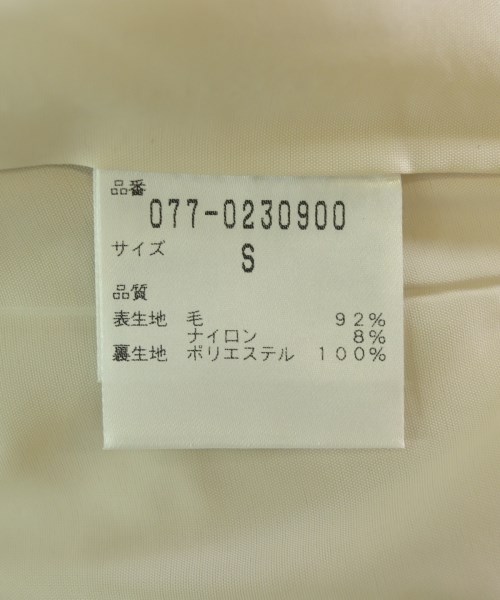 品番
077-0230900
サイズ
S
品質
表生地 毛 92%
ナイロン 8%
裏生地 ポリエステル 100%